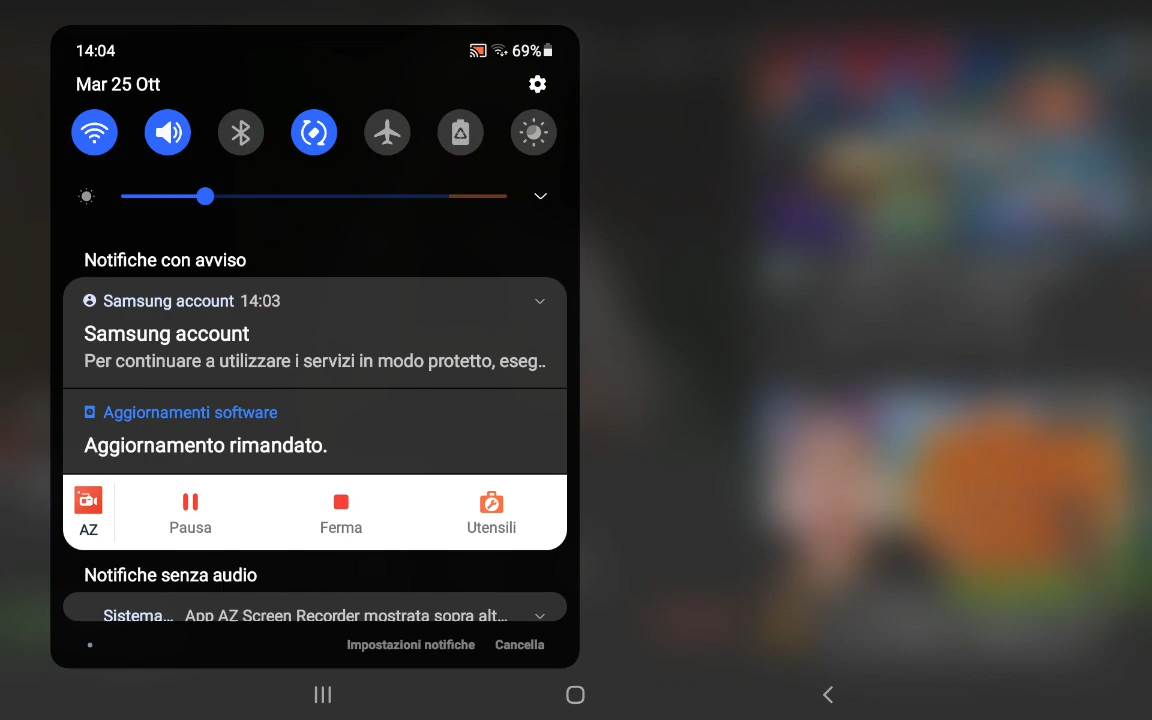 14:04
69%
Mar 25 Ott
Notifiche con avviso
Samsung account 14:03
Samsung account
Per continuare a utilizzare i servizi in modo protetto, eseg..
Aggiornamenti software
Aggiornamento rimandato.
AZ
Pausa
Ferma
Utensili
Notifiche senza audio
Sistema... App AZ Screen Recorder mostrata sopra alt...
Impostazioni notifiche Cancella